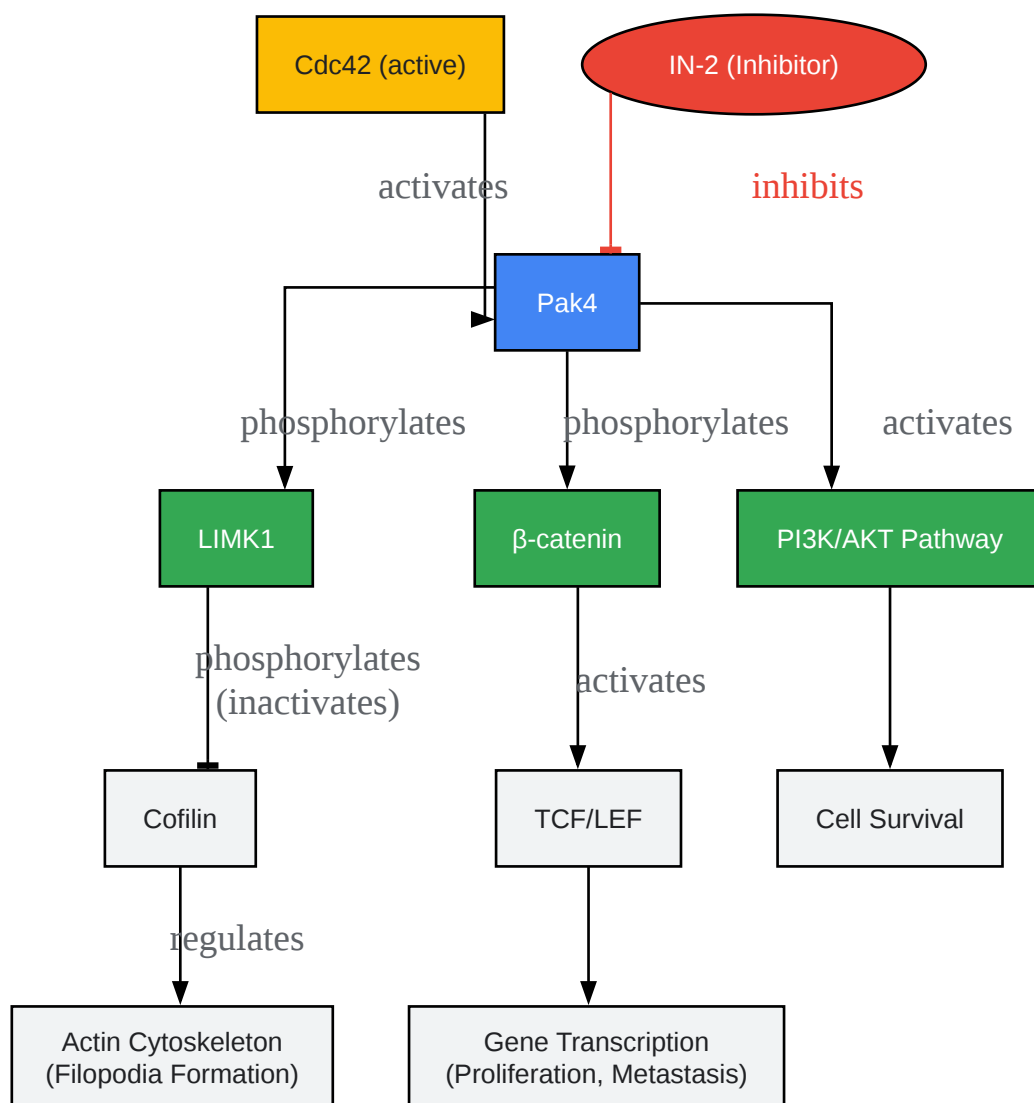 Cdc42 (active)
IN-2 (Inhibitor)
activates
inhibits
Pak4
phosphorylates
phosphorylates
activates
LIMK1
β-catenin
PI3K/AKT Pathway
phosphorylates
(inactivates)
activates
Cofilin
TCF/LEF
Cell Survival
regulates
Actin Cytoskeleton
(Filopodia Formation)
Gene Transcription
(Proliferation, Metastasis)